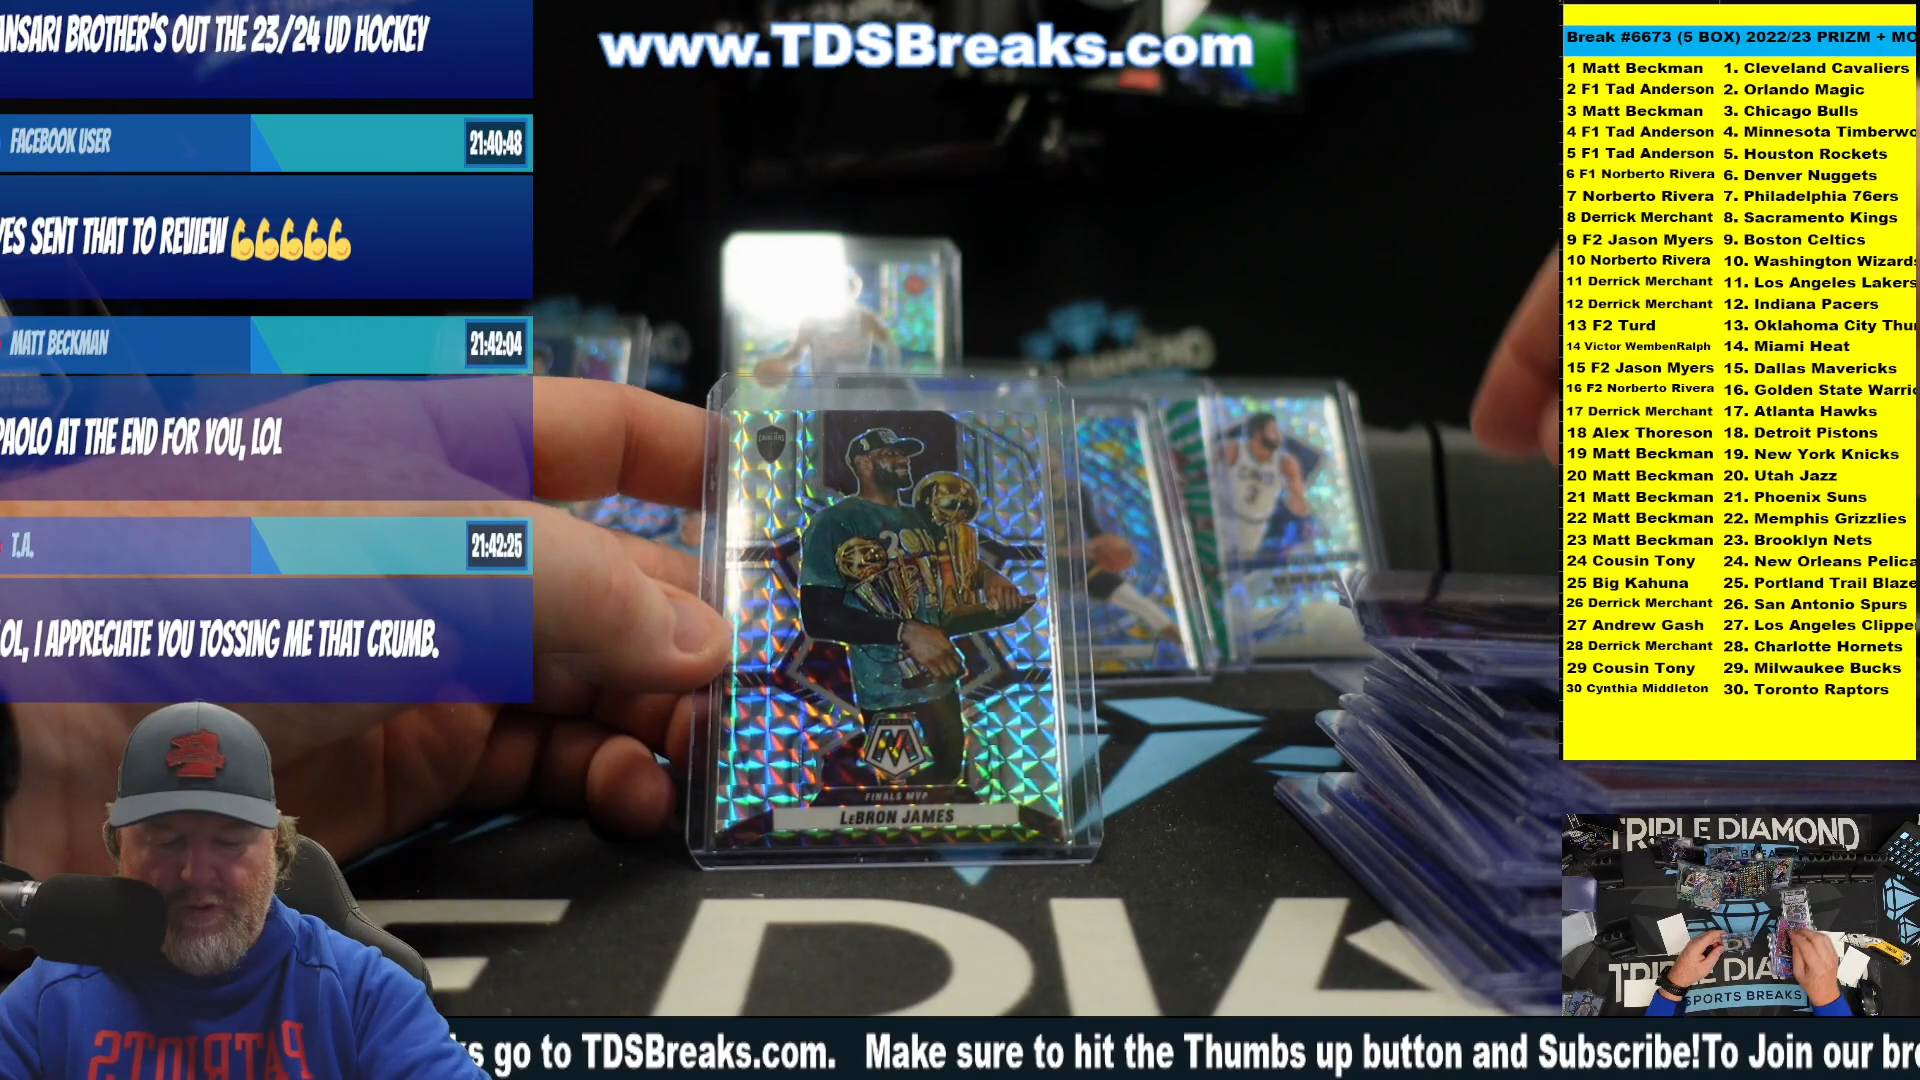 ANSARI BROTHER'S OUT THE 23/24 UD HOCKEY
FACEBOOK USER
21:40:48
YES SENT THAT TO REVIEW💪💪💪💪💪
MATT BECKMAN
21:42:04
PAOLO AT THE END FOR YOU, LOL
T.A.
21:42:25
OL, I APPRECIATE YOU TOSSING ME THAT CRUMB.
www.TDSBreaks.com
CAVALIERS
FINALS MVP
LeBRON JAMES
PATRIOTS
Break #6673 (5 BOX) 2022/23 PRIZM + MO
1 Matt Beckman 1. Cleveland Cavaliers
2 F1 Tad Anderson 2. Orlando Magic
3 Matt Beckman 3. Chicago Bulls
4 F1 Tad Anderson 4. Minnesota Timberwo
5 F1 Tad Anderson 5. Houston Rockets
6 F1 Norberto Rivera 6. Denver Nuggets
7 Norberto Rivera 7. Philadelphia 76ers
8 Derrick Merchant 8. Sacramento Kings
9 F2 Jason Myers 9. Boston Celtics
10 Norberto Rivera 10. Washington Wizards
11 Derrick Merchant 11. Los Angeles Lakers
12 Derrick Merchant 12. Indiana Pacers
13 F2 Turd 13. Oklahoma City Thu
14 Victor WembenRalph 14. Miami Heat
15 F2 Jason Myers 15. Dallas Mavericks
16 F2 Norberto Rivera 16. Golden State Warrio
17 Derrick Merchant 17. Atlanta Hawks
18 Alex Thoreson 18. Detroit Pistons
19 Matt Beckman 19. New York Knicks
20 Matt Beckman 20. Utah Jazz
21 Matt Beckman 21. Phoenix Suns
22 Matt Beckman 22. Memphis Grizzlies
23 Matt Beckman 23. Brooklyn Nets
24 Cousin Tony 24. New Orleans Pelica
25 Big Kahuna 25. Portland Trail Blaze
26 Derrick Merchant 26. San Antonio Spurs
27 Andrew Gash 27. Los Angeles Clipper
28 Derrick Merchant 28. Charlotte Hornets
29 Cousin Tony 29. Milwaukee Bucks
30 Cynthia Middleton 30. Toronto Raptors
TRIPLE DIAMOND
TRIPLE DIAMOND
SPORTS BREAKS
ks go to TDSBreaks.com. Make sure to hit the Thumbs up button and Subscribe!To Join our bre